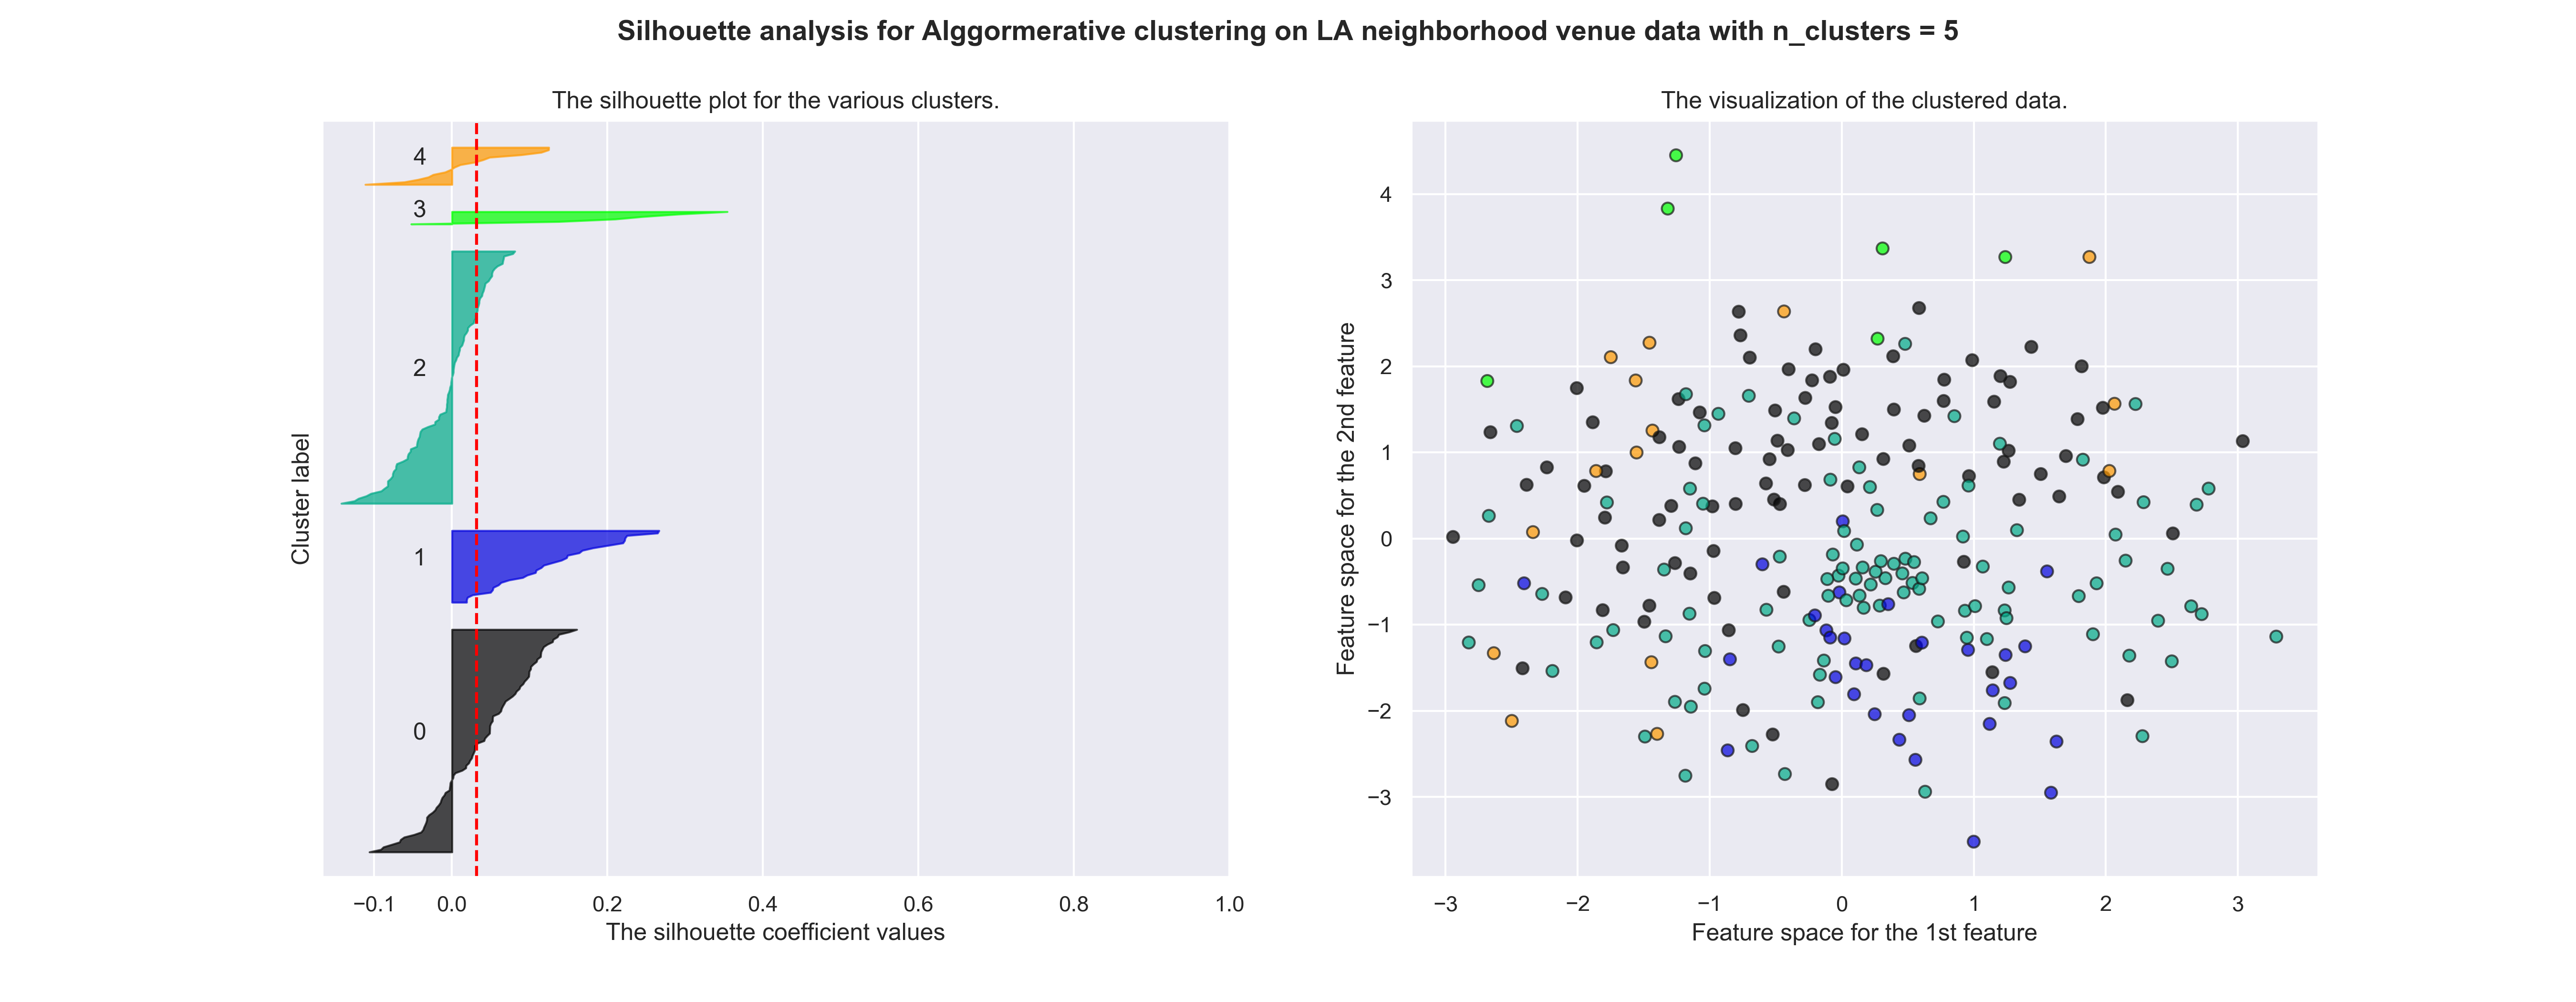 Silhouette analysis for Alggormerative clustering on LA neighborhood venue data with n_clusters = 5
The silhouette plot for the various clusters.
4
3
2
1
0
Cluster label
−0.1 0.0 0.2 0.4 0.6 0.8 1.0
The silhouette coefficient values
The visualization of the clustered data.
4
3
2
1
0
−1
−2
−3
Feature space for the 2nd feature
−3 −2 −1 0 1 2 3
Feature space for the 1st feature